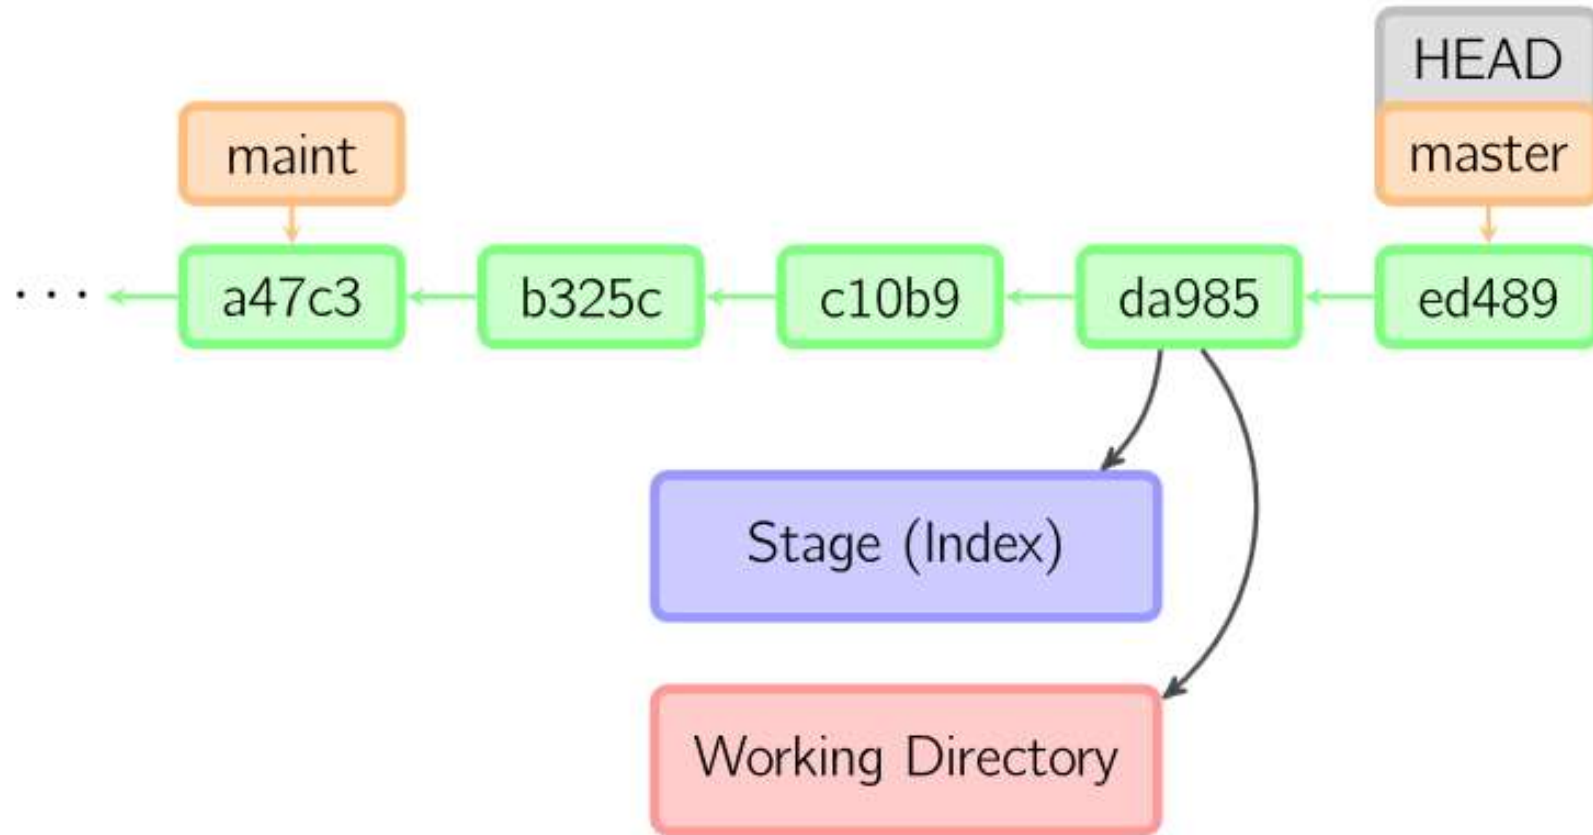 HEAD
maint
master
· · ·
a47c3
b325c
c10b9
da985
ed489
Stage (Index)
Working Directory